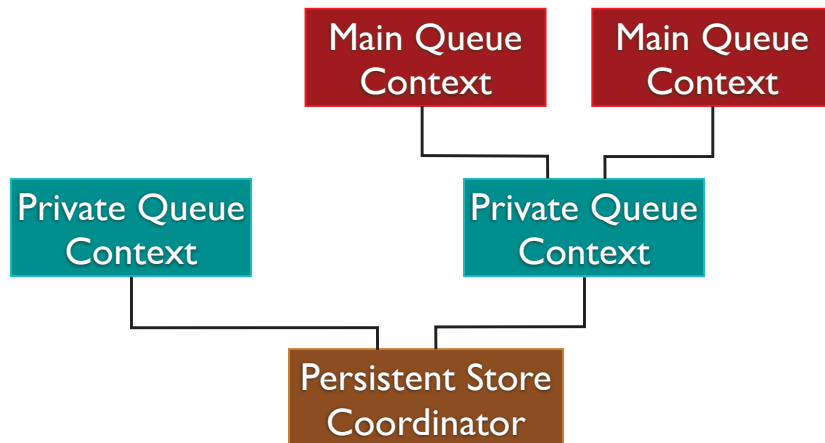 Main Queue
Context
Main Queue
Context
Private Queue
Context
Private Queue
Context
Persistent Store
Coordinator